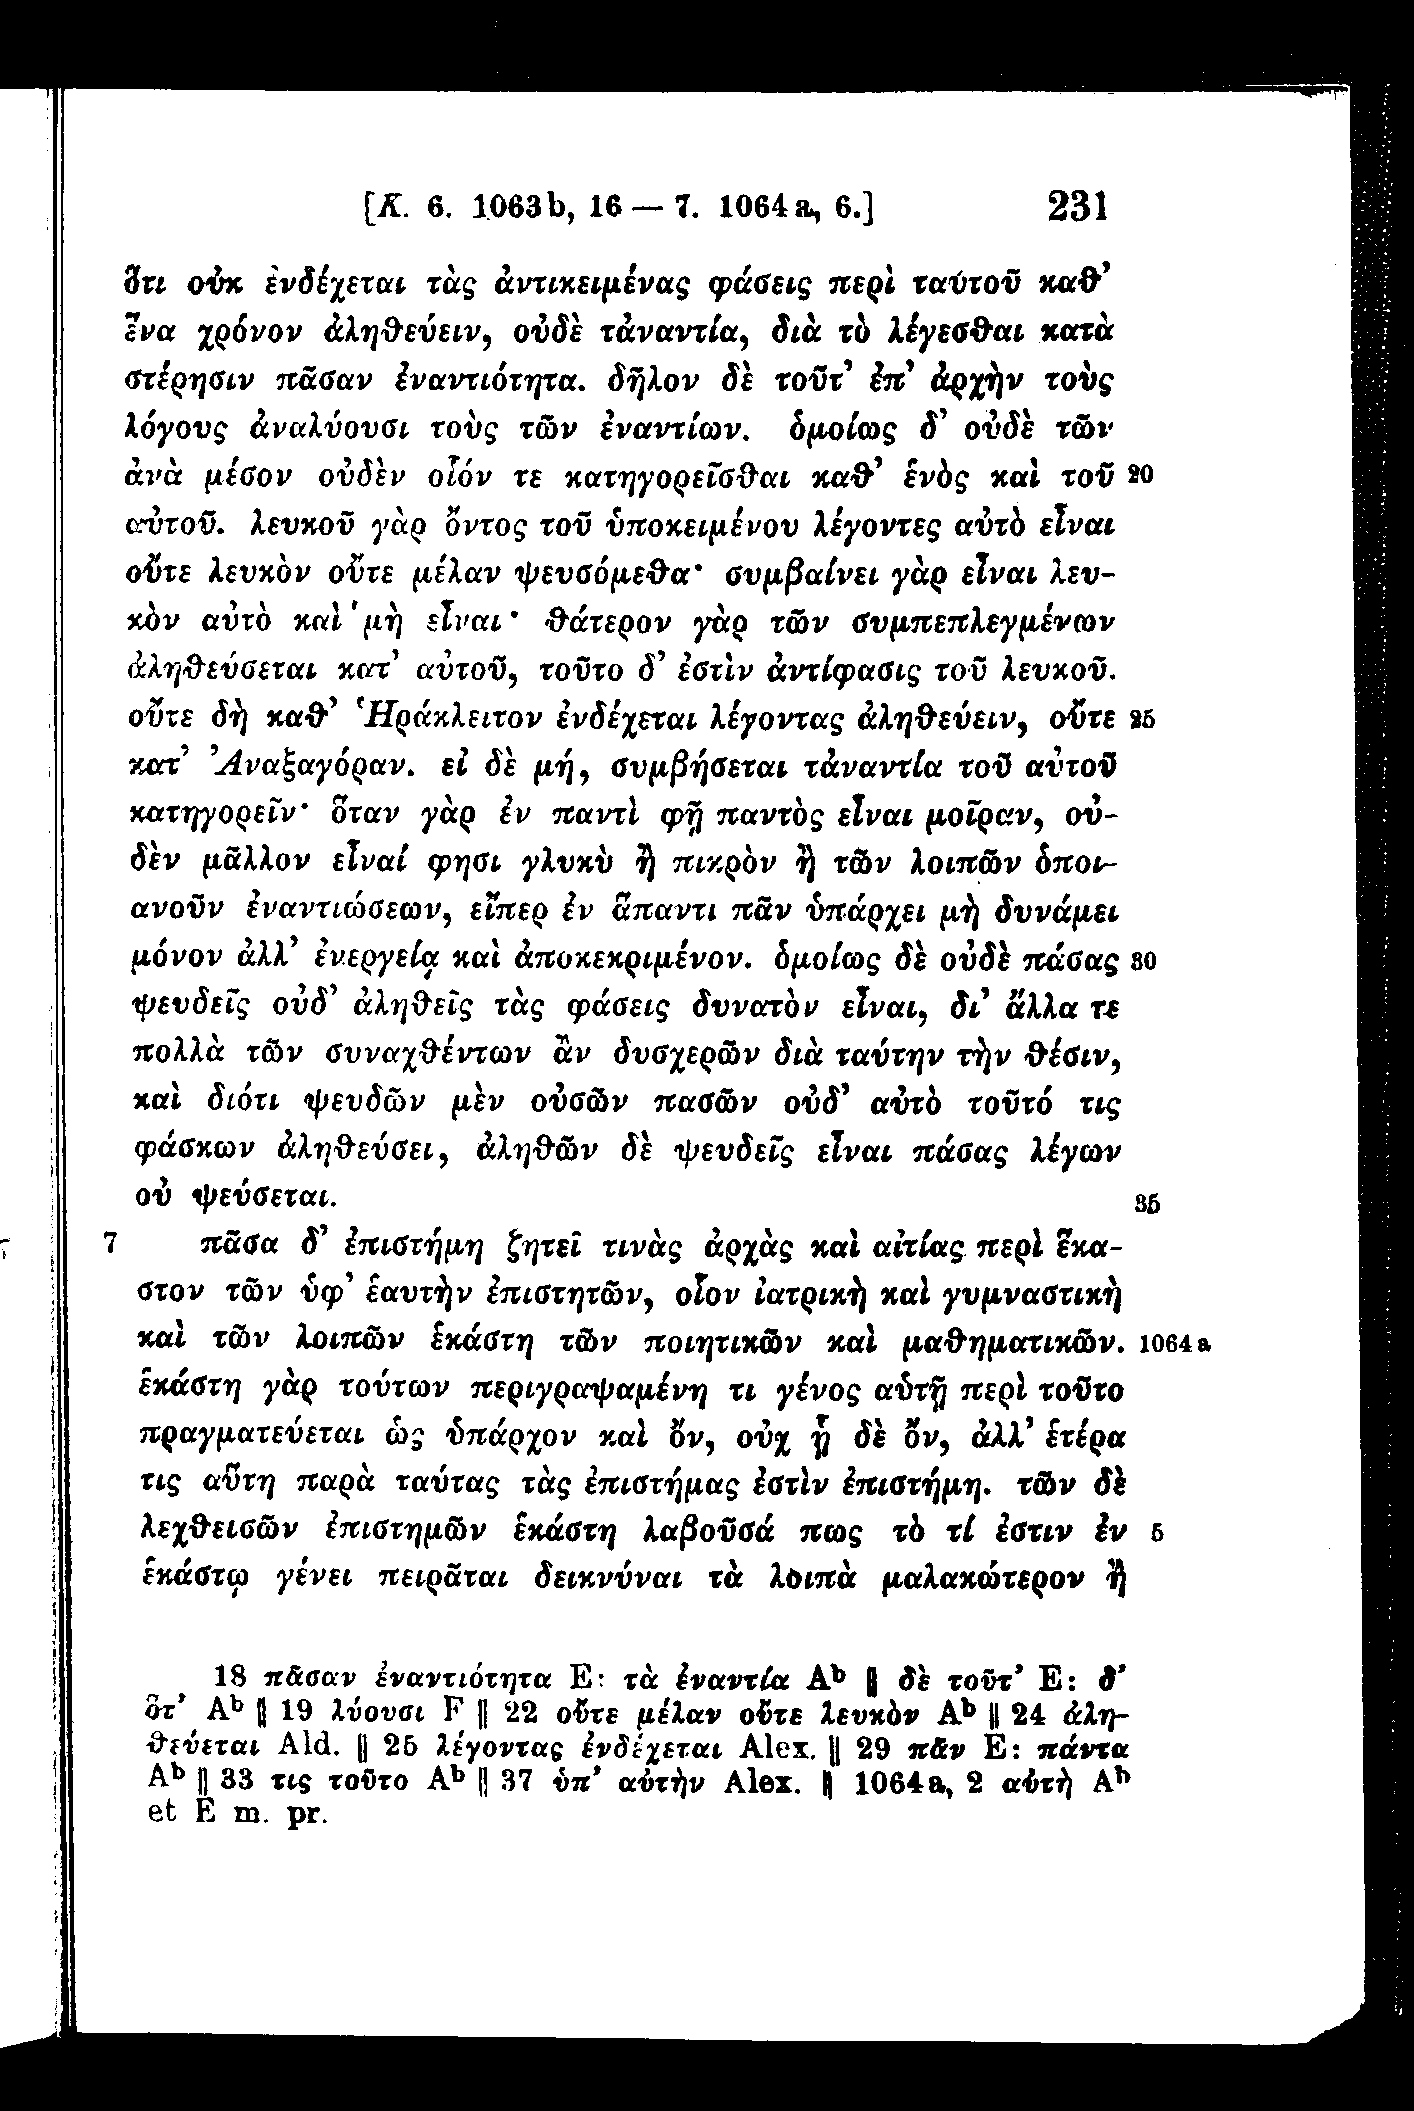 [K. 6. 1063b, 16 — 7. 1064a, 6.] 231
ὅτι οὐκ ἐνδέχεται τὰς ἀντικειμένας φάσεις περὶ ταὐτοῦ καθ’
ἕνα χρόνον ἀληθεύειν, οὐδὲ τἀναντία, διὰ τὸ λέγεσθαι κατὰ
στέρησιν πᾶσαν ἐναντιότητα. δῆλον δὲ τοῦτ’ ἐπ’ ἀρχὴν τοὺς
λόγους ἀναλύουσι τοὺς τῶν ἐναντίων. ὁμοίως δ’ οὐδὲ τῶν
ἀνὰ μέσον οὐδὲν οἷόν τε κατηγορεῖσθαι καθ’ ἑνὸς καὶ τοῦ 20
αὐτοῦ. λευκοῦ γὰρ ὄντος τοῦ ὑποκειμένου λέγοντες αὐτὸ εἶναι
οὔτε λευκὸν οὔτε μέλαν ψευσόμεθα· συμβαίνει γὰρ εἶναι λευ-
κὸν αὐτὸ καὶ μὴ εἶναι· θάτερον γὰρ τῶν συμπεπλεγμένων
ἀληθεύσεται κατ’ αὐτοῦ, τοῦτο δ’ ἐστὶν ἀντίφασις τοῦ λευκοῦ.
οὔτε δὴ καθ’ Ἡράκλειτον ἐνδέχεται λέγοντας ἀληθεύειν, οὔτε 25
κατ’ Ἀναξαγόραν. εἰ δὲ μή, συμβήσεται τἀναντία τοῦ αὐτοῦ
κατηγορεῖν· ὅταν γὰρ ἐν παντὶ φῇ παντὸς εἶναι μοῖραν, οὐ-
δὲν μᾶλλον εἶναί φησι γλυκὺ ἢ πικρὸν ἢ τῶν λοιπῶν ὁποι-
ανοῦν ἐναντιώσεων, εἴπερ ἐν ἅπαντι πᾶν ὑπάρχει μὴ δυνάμει
μόνον ἀλλ’ ἐνεργείᾳ καὶ ἀποκεκριμένον. ὁμοίως δὲ οὐδὲ πάσας 30
ψευδεῖς οὐδ’ ἀληθεῖς τὰς φάσεις δυνατὸν εἶναι, δι’ ἄλλα τε
πολλὰ τῶν συναχθέντων ἂν δυσχερῶν διὰ ταύτην τὴν θέσιν,
καὶ διότι ψευδῶν μὲν οὐσῶν πασῶν οὐδ’ αὐτὸ τοῦτό τις
φάσκων ἀληθεύσει, ἀληθῶν δὲ ψευδεῖς εἶναι πάσας λέγων
οὐ ψεύσεται. 35
7 πᾶσα δ’ ἐπιστήμη ζητεῖ τινὰς ἀρχὰς καὶ αἰτίας περὶ ἕκα-
στον τῶν ὑφ’ ἑαυτὴν ἐπιστητῶν, οἷον ἰατρικὴ καὶ γυμναστικὴ
καὶ τῶν λοιπῶν ἑκάστη τῶν ποιητικῶν καὶ μαθηματικῶν. 1064a
ἑκάστη γὰρ τούτων περιγραψαμένη τι γένος αὑτῇ περὶ τοῦτο
πραγματεύεται ὡς ὑπάρχον καὶ ὄν, οὐχ ᾗ δὲ ὄν, ἀλλ’ ἑτέρα
τις αὕτη παρὰ ταύτας τὰς ἐπιστήμας ἐστὶν ἐπιστήμη. τῶν δὲ
λεχθεισῶν ἐπιστημῶν ἑκάστη λαβοῦσά πως τὸ τί ἐστιν ἐν 5
ἑκάστῳ γένει πειρᾶται δεικνύναι τὰ λοιπὰ μαλακώτερον ἢ
18 πᾶσαν ἐναντιότητα E: τὰ ἐναντία Aᵇ ‖ δὲ τοῦτ’ E: δ’
ὅτ’ Aᵇ ‖ 19 λύουσι F ‖ 22 οὔτε μέλαν οὔτε λευκὸν Aᵇ ‖ 24 ἀλη-
θεύεται Ald. ‖ 25 λέγοντας ἐνδέχεται Alex. ‖ 29 πᾶν E: πάντα
Aᵇ ‖ 33 τις τοῦτο Aᵇ ‖ 37 ὑπ’ αὐτὴν Alex. ‖ 1064a, 2 αὐτὴ Aᵇ
et E m. pr.